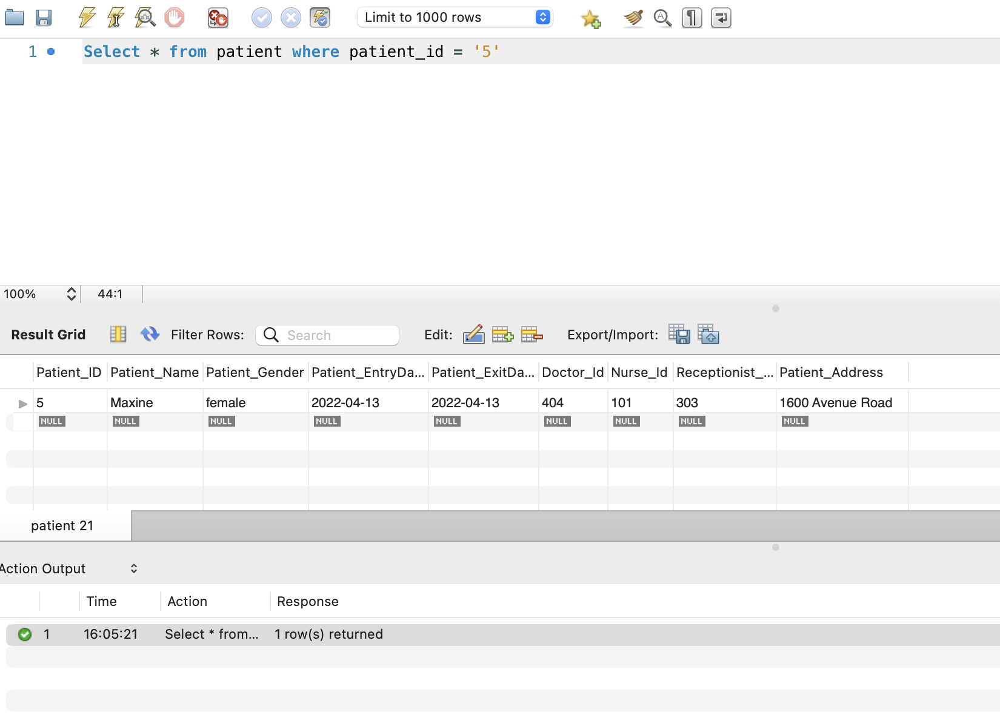 Limit to 1000 rows
1 Select * from patient where patient_id = '5'
100% 44:1
Result Grid Filter Rows: Search Edit: Export/Import:
Patient_ID Patient_Name Patient_Gender Patient_EntryDa... Patient_ExitDa... Doctor_Id Nurse_Id Receptionist_... Patient_Address
5 Maxine female 2022-04-13 2022-04-13 404 101 303 1600 Avenue Road
NULL NULL NULL NULL NULL NULL NULL NULL NULL
patient 21
Action Output
Time Action Response
1 16:05:21 Select * from... 1 row(s) returned